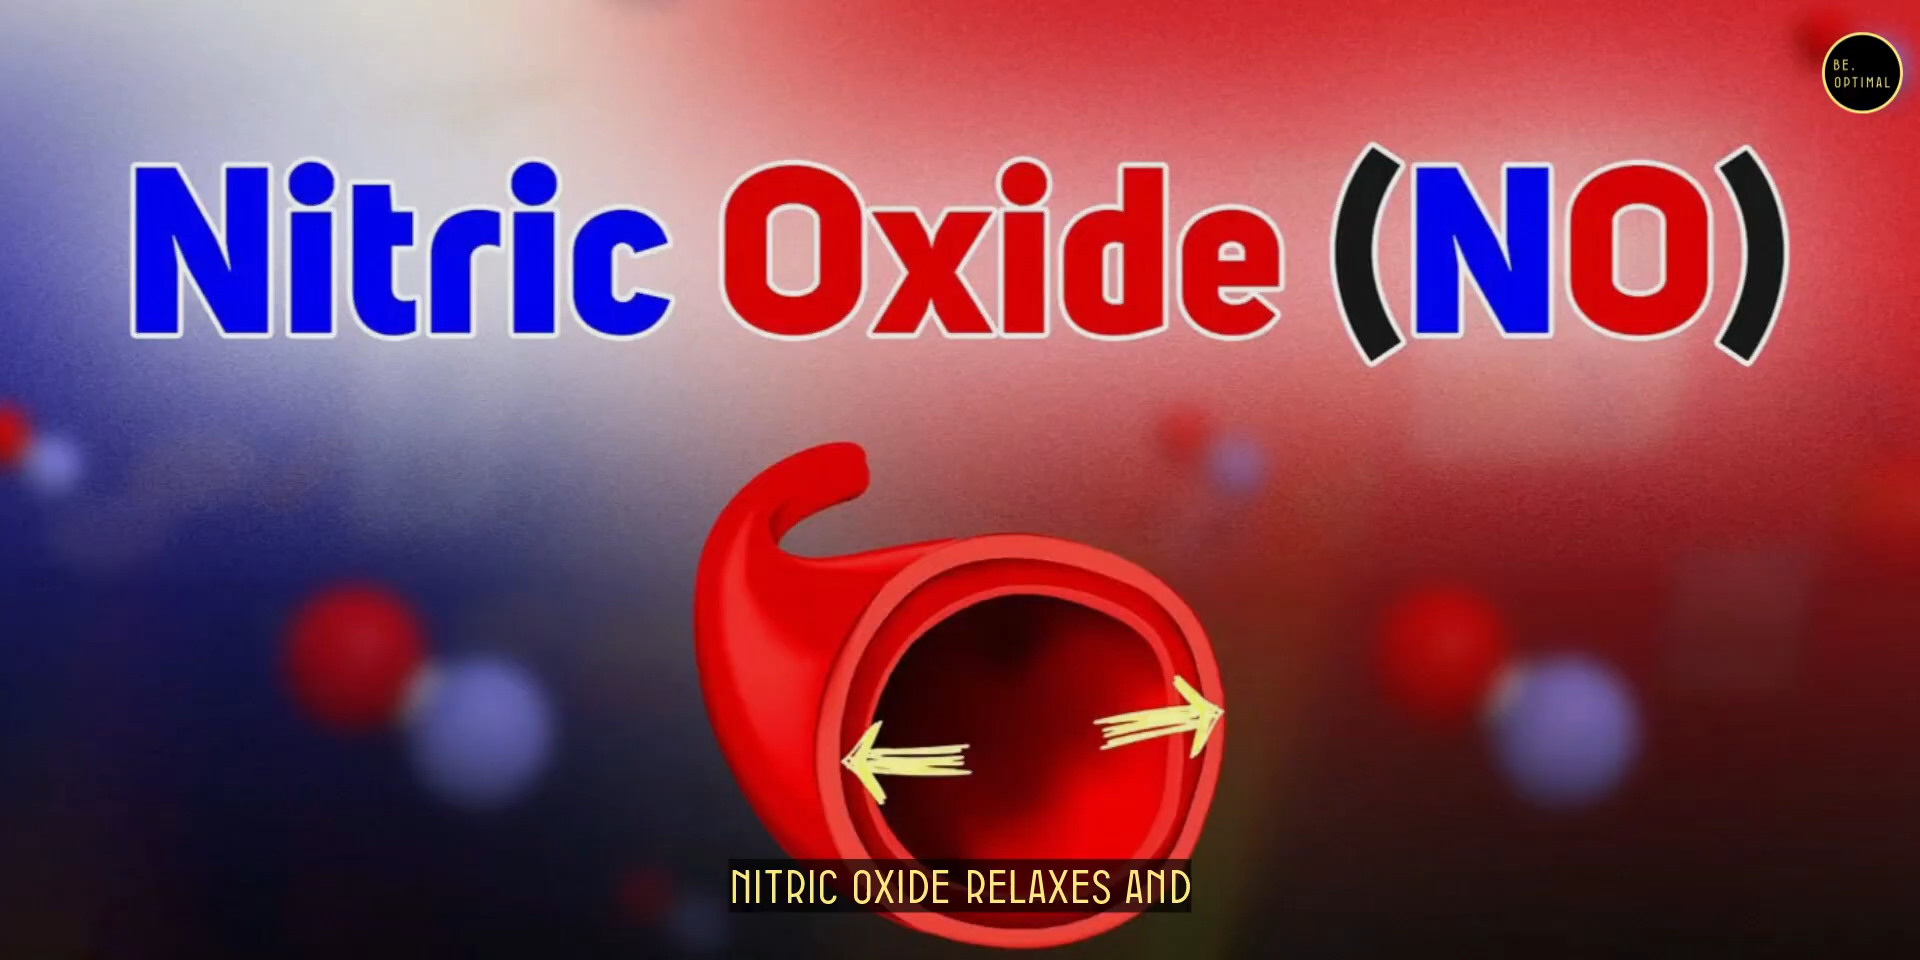 BE.
OPTIMAL
Nitric Oxide (NO)
NITRIC OXIDE RELAXES AND